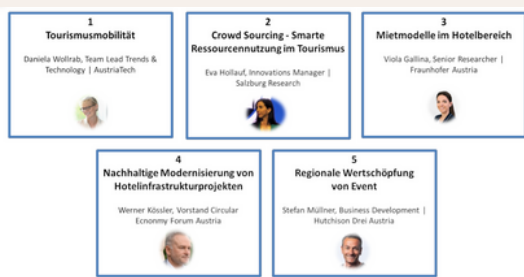 1
Tourismusmobilität
Daniela Wollrab, Team Lead Trends &
Technology | AustriaTech
2
Crowd Sourcing - Smarte
Ressourcennutzung im Tourismus
Eva Hollauf, Innovations Manager |
Salzburg Research
3
Mietmodelle im Hotelbereich
Viola Gallina, Senior Researcher |
Fraunhofer Austria
4
Nachhaltige Modernisierung von
Hotelinfrastrukturprojekten
Werner Kössler, Vorstand Circular
Ecnonmy Forum Austria
5
Regionale Wertschöpfung
von Event
Stefan Müllner, Business Development |
Hutchison Drei Austria